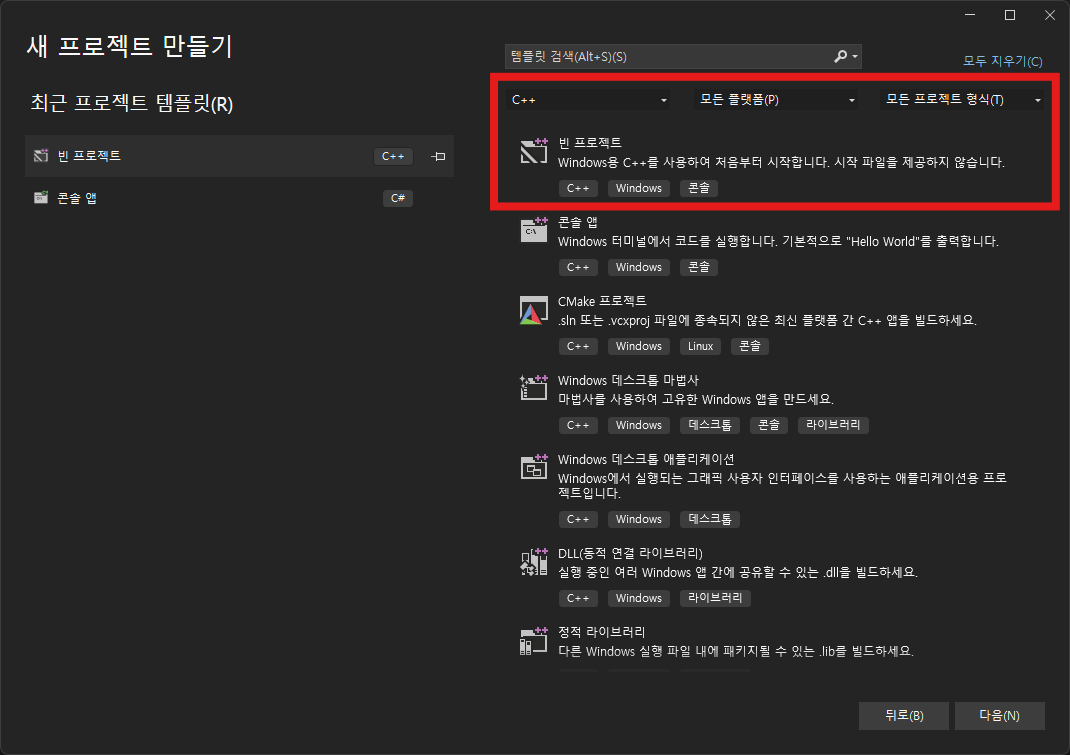 새 프로젝트 만들기
최근 프로젝트 템플릿(R)
빈 프로젝트
C++
콘솔 앱
C#
템플릿 검색(Alt+S)(S)
모두 지우기(C)
C++
모든 플랫폼(P)
모든 프로젝트 형식(T)
빈 프로젝트
Windows용 C++를 사용하여 처음부터 시작합니다. 시작 파일을 제공하지 않습니다.
C++ Windows 콘솔
콘솔 앱
Windows 터미널에서 코드를 실행합니다. 기본적으로 "Hello World"를 출력합니다.
C++ Windows 콘솔
CMake 프로젝트
.sln 또는 .vcxproj 파일에 종속되지 않은 최신 플랫폼 간 C++ 앱을 빌드하세요.
C++ Windows Linux 콘솔
Windows 데스크톱 마법사
마법사를 사용하여 고유한 Windows 앱을 만드세요.
C++ Windows 데스크톱 콘솔 라이브러리
Windows 데스크톱 애플리케이션
Windows에서 실행되는 그래픽 사용자 인터페이스를 사용하는 애플리케이션용 프로
젝트입니다.
C++ Windows 데스크톱
DLL(동적 연결 라이브러리)
실행 중인 여러 Windows 앱 간에 공유할 수 있는 .dll을 빌드하세요.
C++ Windows 라이브러리
정적 라이브러리
다른 Windows 실행 파일 내에 패키지될 수 있는 .lib를 빌드하세요.
뒤로(B)
다음(N)